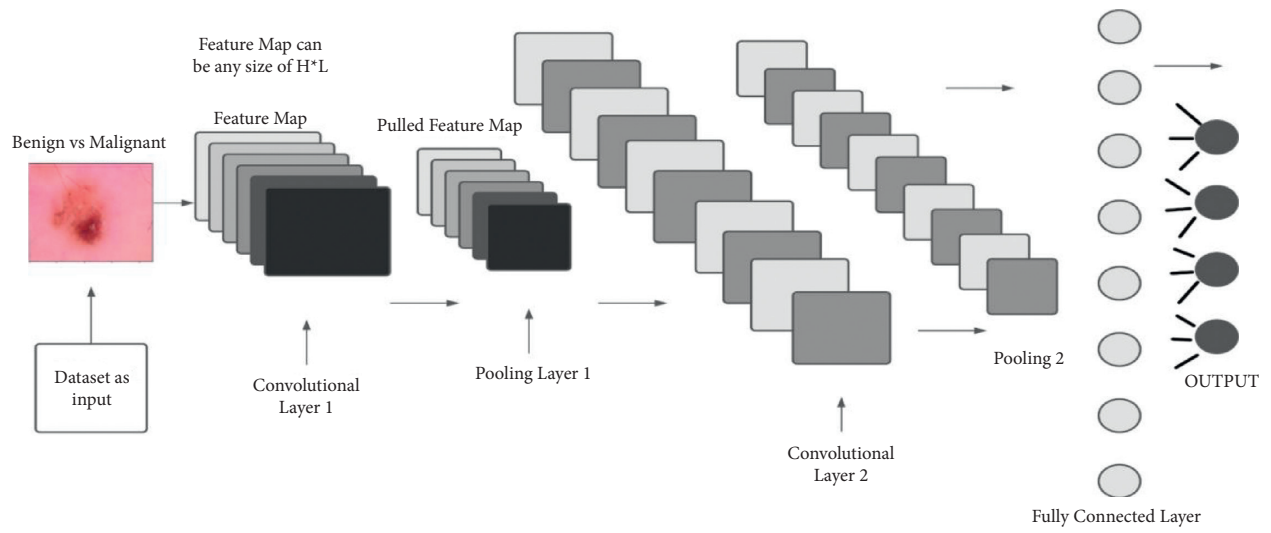 Feature Map can
be any size of H*L
Feature Map
Pulled Feature Map
Benign vs Malignant
Dataset as
input
Convolutional
Layer 1
Pooling Layer 1
Convolutional
Layer 2
Pooling 2
OUTPUT
Fully Connected Layer